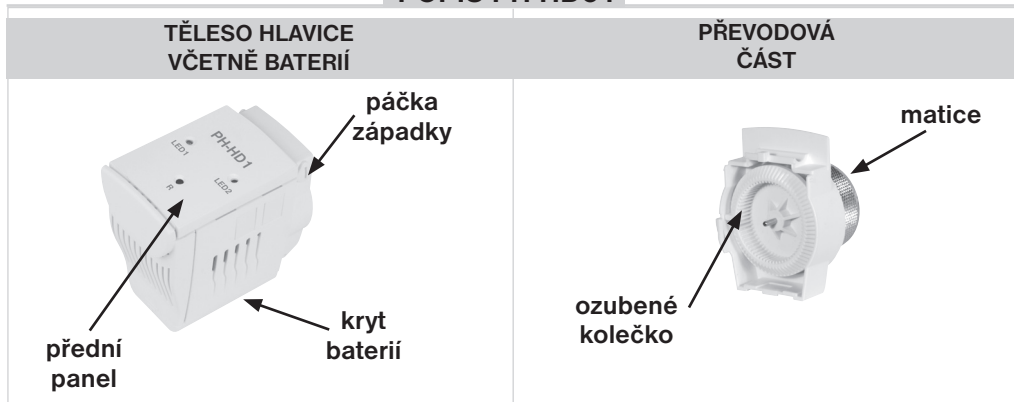 TĚLESO HLAVICE
VČETNĚ BATERIÍ
PŘEVODOVÁ
ČÁST
páčka
západky
matice
LED1
PH-HD1
R
LED2
přední
panel
kryt
baterií
ozubené
kolečko